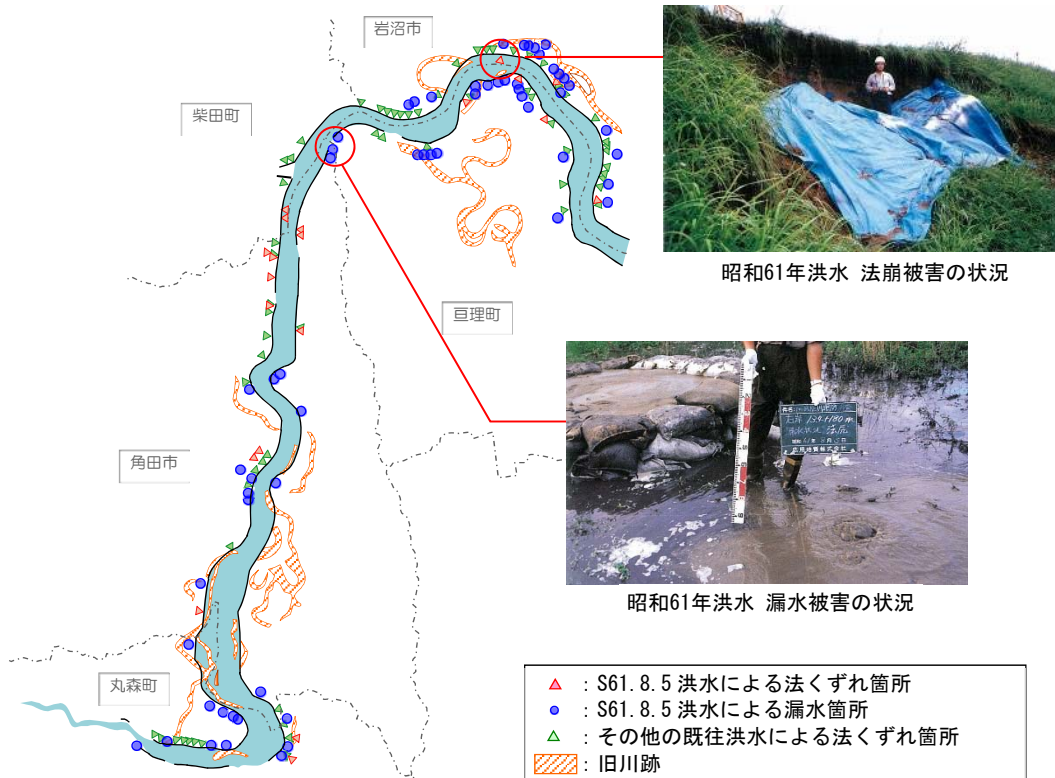 岩沼市
柴田町
亘理町
角田市
丸森町
昭和61年洪水 法崩被害の状況
昭和61年洪水 漏水被害の状況
：S61.8.5洪水による法くずれ箇所
：S61.8.5洪水による漏水箇所
：その他の既往洪水による法くずれ箇所
：旧川跡